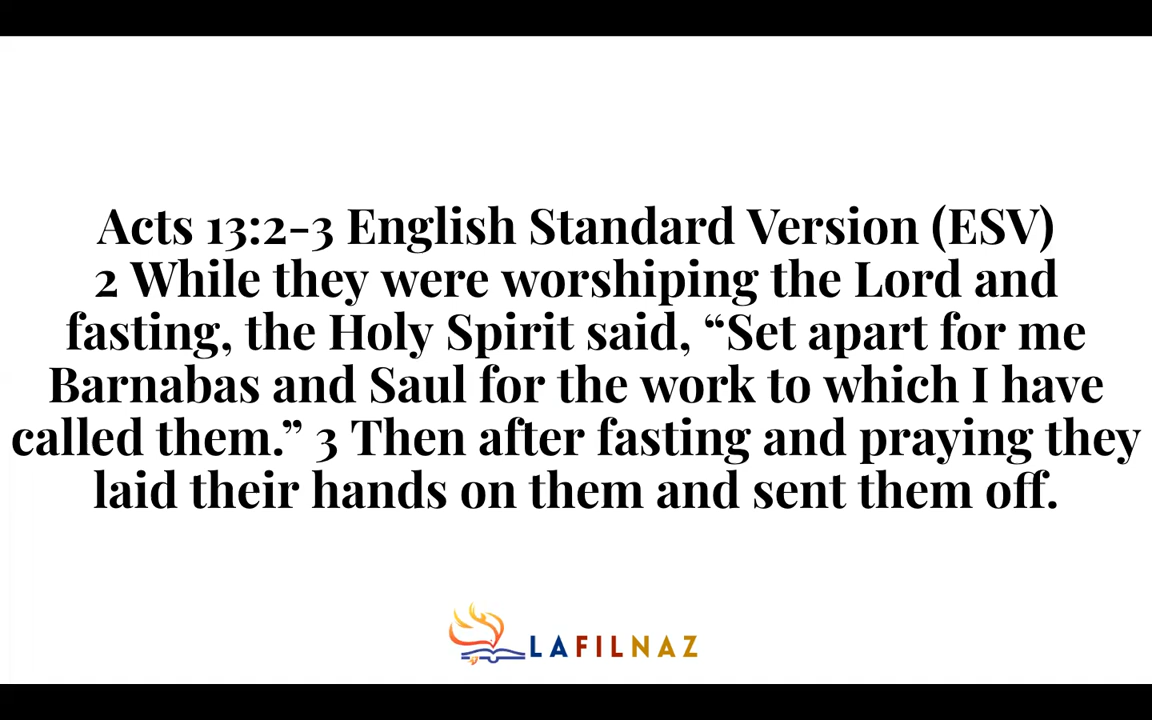 Acts 13:2-3 English Standard Version (ESV)
2 While they were worshiping the Lord and
fasting, the Holy Spirit said, “Set apart for me
Barnabas and Saul for the work to which I have
called them.” 3 Then after fasting and praying they
laid their hands on them and sent them off.
LAFILNAZ